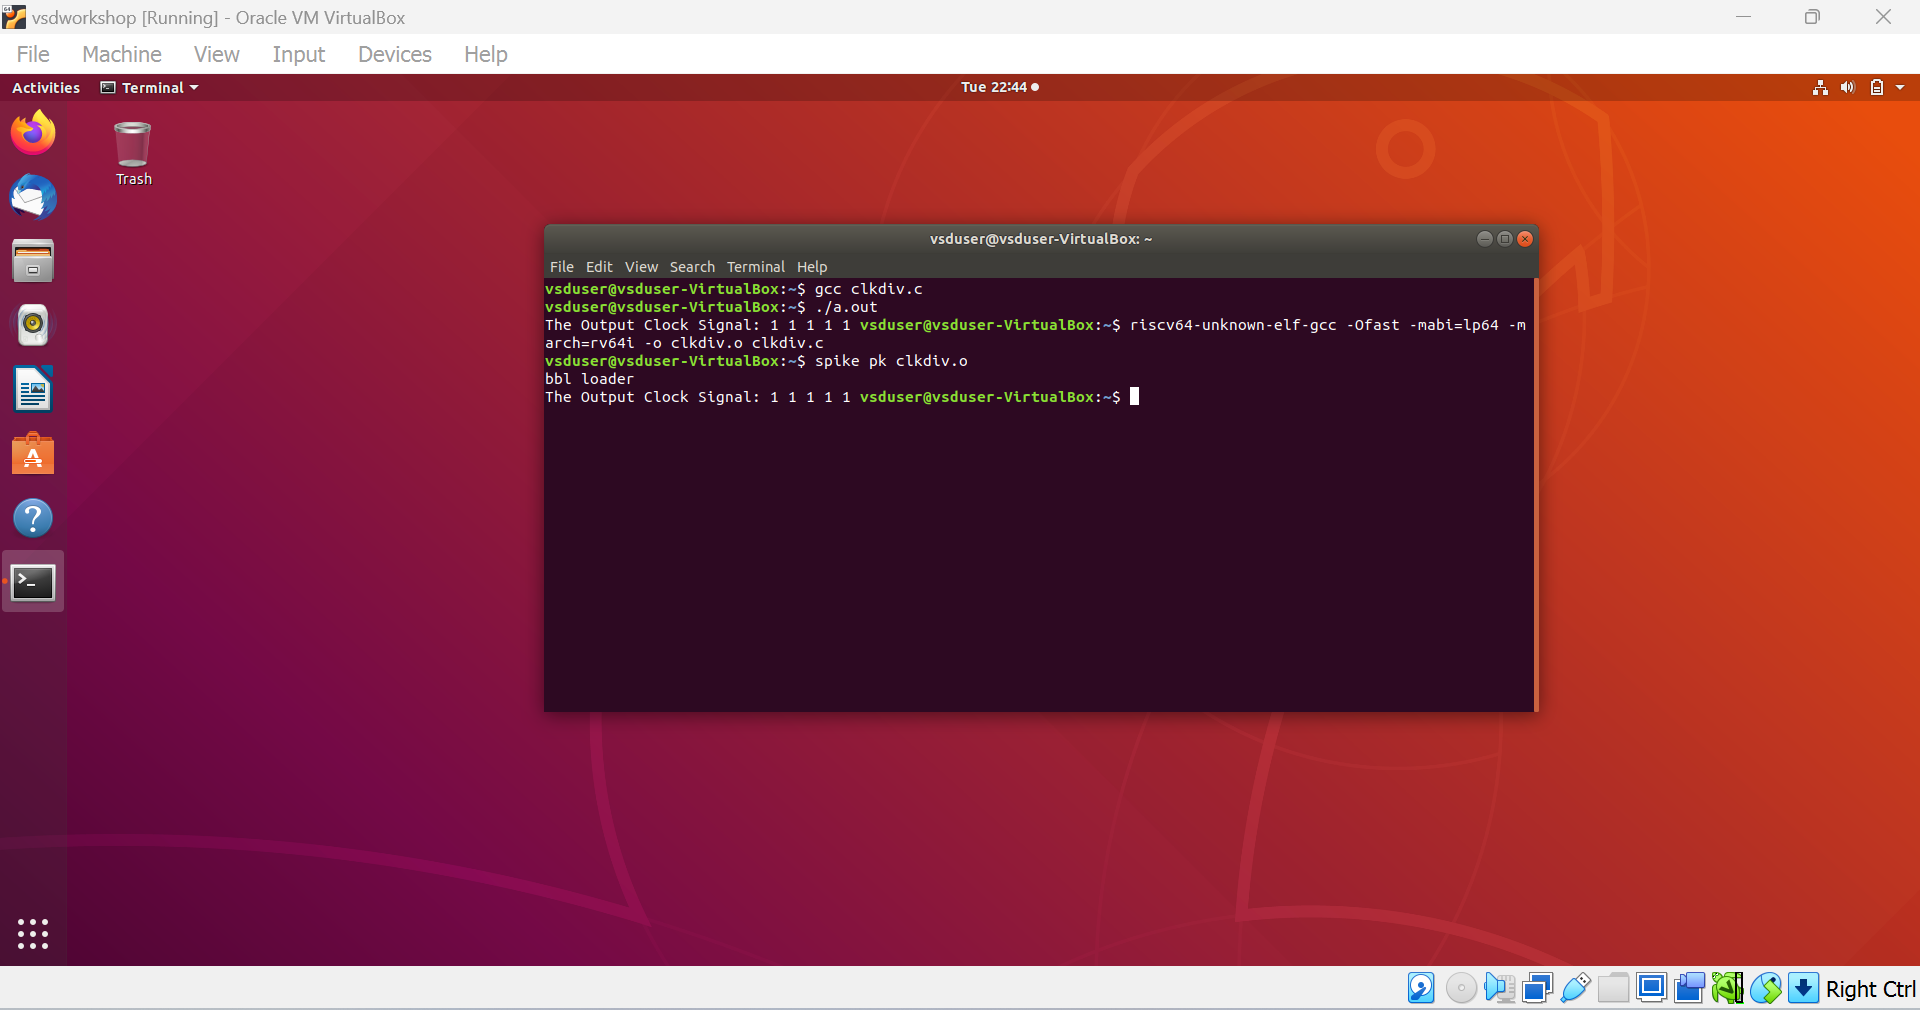 vsdworkshop [Running] - Oracle VM VirtualBox
File Machine View Input Devices Help
Activities Terminal Tue 22:44
Trash
vsduser@vsduser-VirtualBox: ~
File Edit View Search Terminal Help
vsduser@vsduser-VirtualBox:~$ gcc clkdiv.c
vsduser@vsduser-VirtualBox:~$ ./a.out
The Output Clock Signal: 1 1 1 1 1 vsduser@vsduser-VirtualBox:~$ riscv64-unknown-elf-gcc -Ofast -mabi=lp64 -m
arch=rv64i -o clkdiv.o clkdiv.c
vsduser@vsduser-VirtualBox:~$ spike pk clkdiv.o
bbl loader
The Output Clock Signal: 1 1 1 1 1 vsduser@vsduser-VirtualBox:~$
Right Ctrl